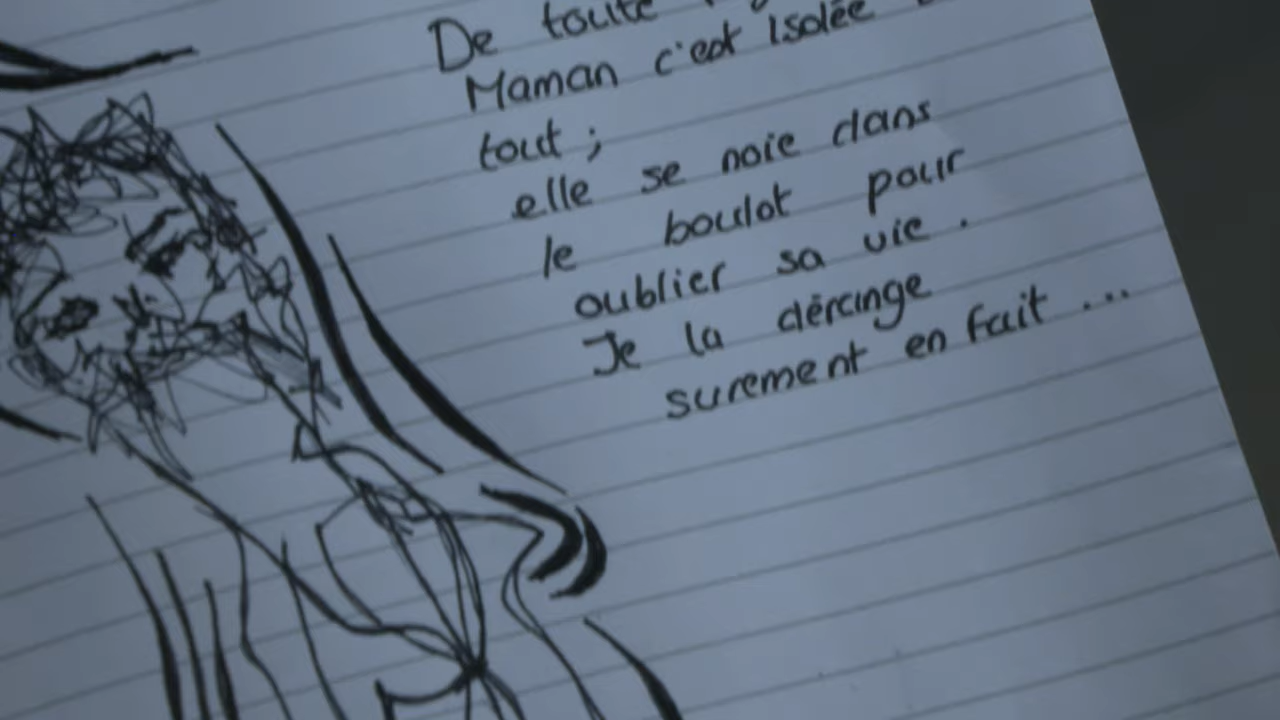 De toute
Maman c'est isolée
tout ;
elle se noie dans
le boulot pour
oublier sa vie .
Je la dérange
surement en fait ...